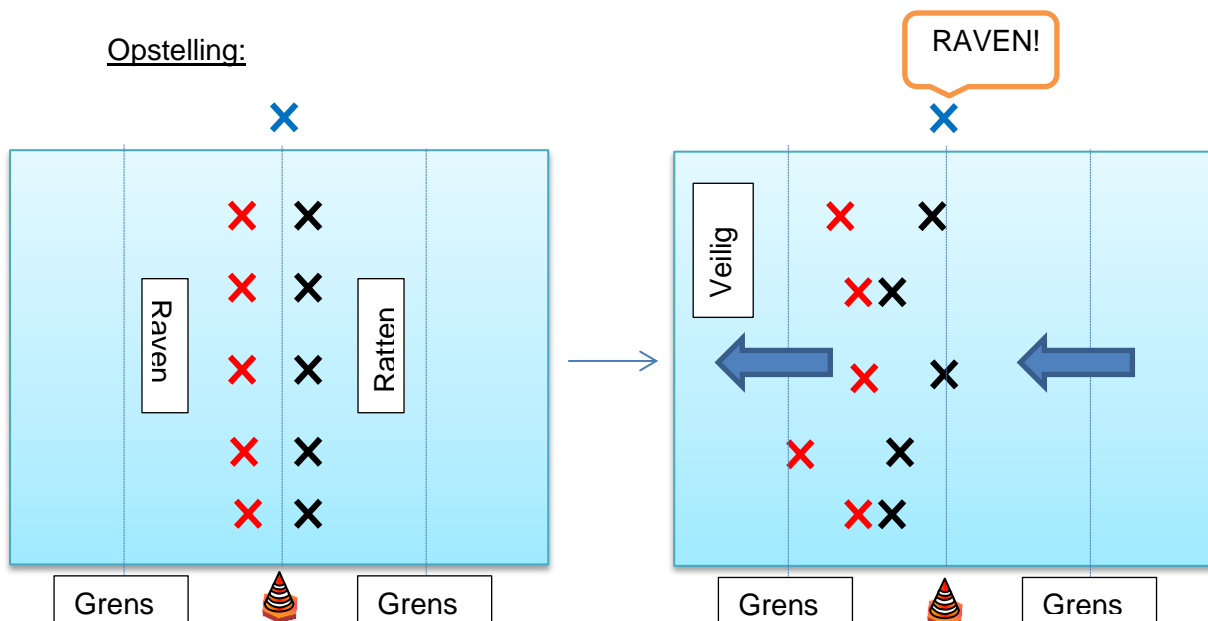 Opstelling:
RAVEN!
Raven
Ratten
Veilig
Grens
Grens
Grens
Grens